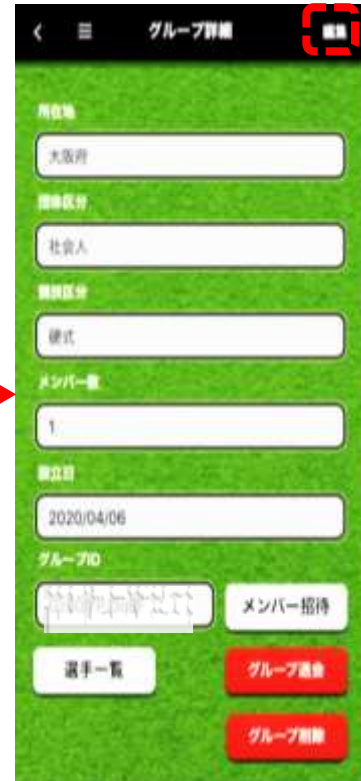 グループ詳細 編集
所在地
大阪府
団体区分
社会人
競技区分
硬式
メンバー数
1
設立日
2020/04/06
グループID
メンバー招待
選手一覧 グループ退会
グループ削除